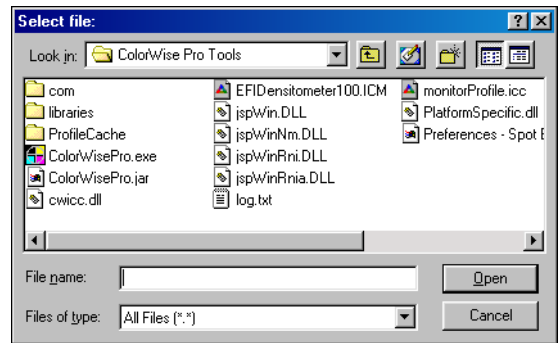 Select file:
Look in: ColorWise Pro Tools
com
libraries
ProfileCache
ColorWisePro.exe
ColorWisePro.jar
cwicc.dll
EFIDensitometer100.ICM
jspWin.DLL
jspWinNm.DLL
jspWinRni.DLL
jspWinRnia.DLL
log.txt
monitorProfile.icc
PlatformSpecific.dll
Preferences - Spot E
File name:
Open
Files of type: All Files (*.*)
Cancel